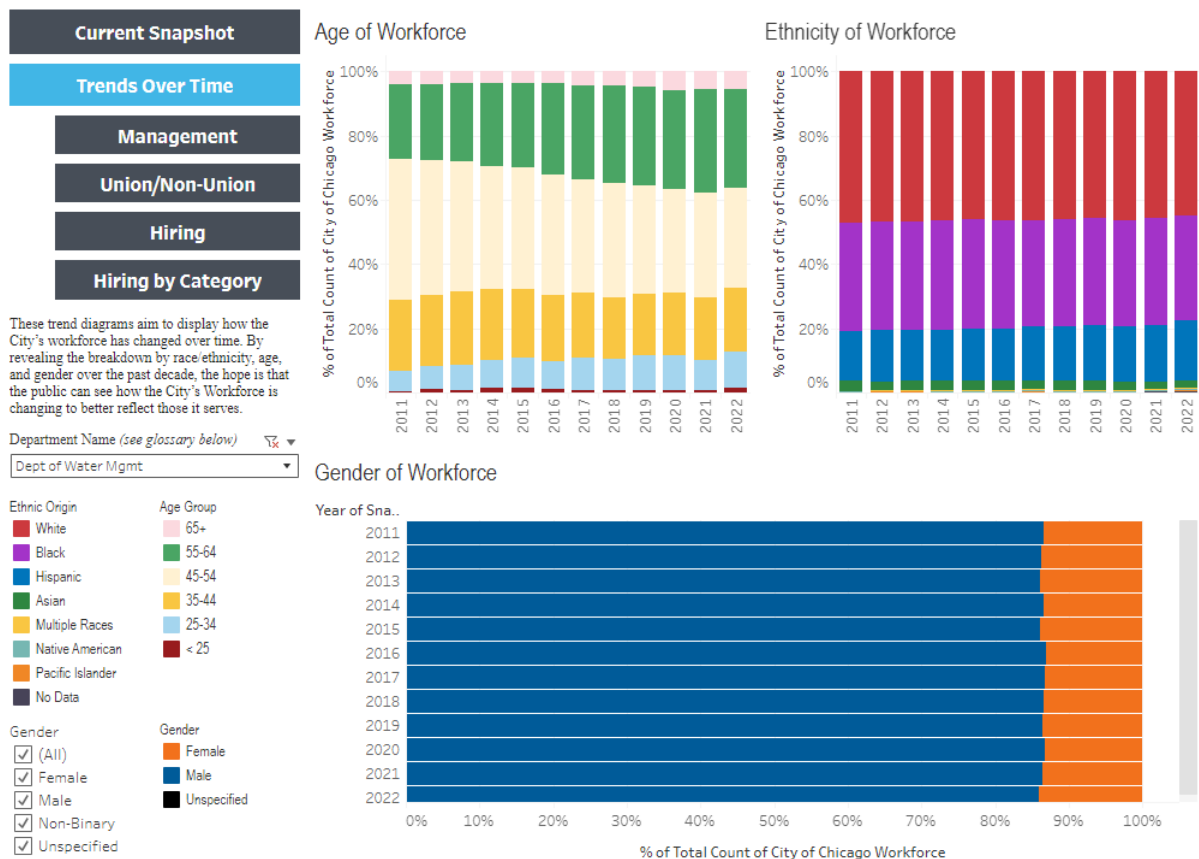 Current Snapshot
Trends Over Time
Management
Union/Non-Union
Hiring
Hiring by Category
These trend diagrams aim to display how the
City's workforce has changed over time. By
revealing the breakdown by race/ethnicity, age,
and gender over the past decade, the hope is that
the public can see how the City's Workforce is
changing to better reflect those it serves.
Department Name (see glossary below)
Dept of Water Mgmt
Ethnic Origin
White
Black
Hispanic
Asian
Multiple Races
Native American
Pacific Islander
No Data
Age Group
65+
55-64
45-54
35-44
25-34
< 25
Gender
(All)
Female
Male
Non-Binary
Unspecified
Gender
Female
Male
Unspecified
Age of Workforce
% of Total Count of City of Chicago Workforce
100%
80%
60%
40%
20%
0%
2011
2012
2013
2014
2015
2016
2017
2018
2019
2020
2021
2022
Ethnicity of Workforce
% of Total Count of City of Chicago Workforce
100%
80%
60%
40%
20%
0%
2011
2012
2013
2014
2015
2016
2017
2018
2019
2020
2021
2022
Gender of Workforce
Year of Sna..
2011
2012
2013
2014
2015
2016
2017
2018
2019
2020
2021
2022
0% 10% 20% 30% 40% 50% 60% 70% 80% 90% 100%
% of Total Count of City of Chicago Workforce